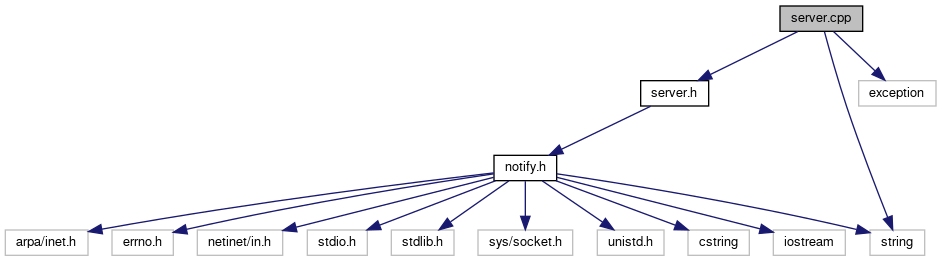 server.cpp
server.h
exception
notify.h
arpa/inet.h
errno.h
netinet/in.h
stdio.h
stdlib.h
sys/socket.h
unistd.h
cstring
iostream
string